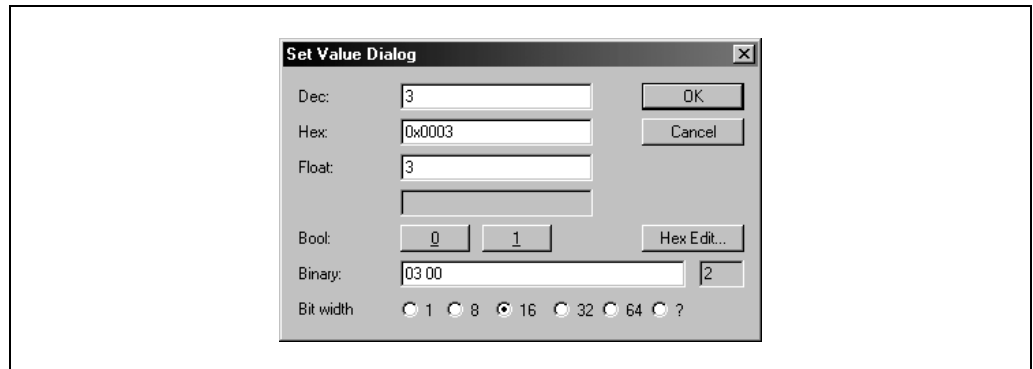 Set Value Dialog
Dec: 3 OK
Hex: 0x0003 Cancel
Float: 3
Bool: 0 1 Hex Edit...
Binary: 03 00 2
Bit width 1 8 16 32 64 ?